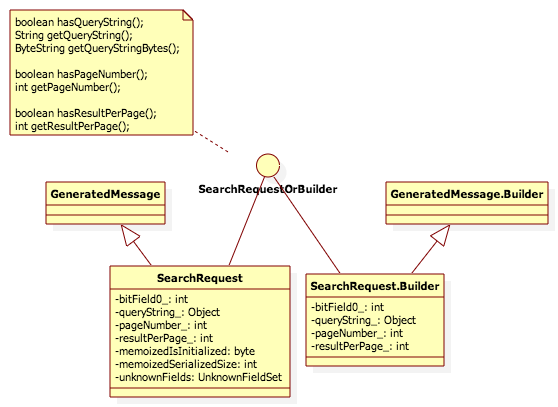 boolean hasQueryString();
String getQueryString();
ByteString getQueryStringBytes();
boolean hasPageNumber();
int getPageNumber();
boolean hasResultPerPage();
int getResultPerPage();
SearchRequestOrBuilder
GeneratedMessage
GeneratedMessage.Builder
SearchRequest
-bitField0_: int
-queryString_: Object
-pageNumber_: int
-resultPerPage_: int
-memoizedIsInitialized: byte
-memoizedSerializedSize: int
-unknownFields: UnknownFieldSet
SearchRequest.Builder
-bitField0_: int
-queryString_: Object
-pageNumber_: int
-resultPerPage_: int